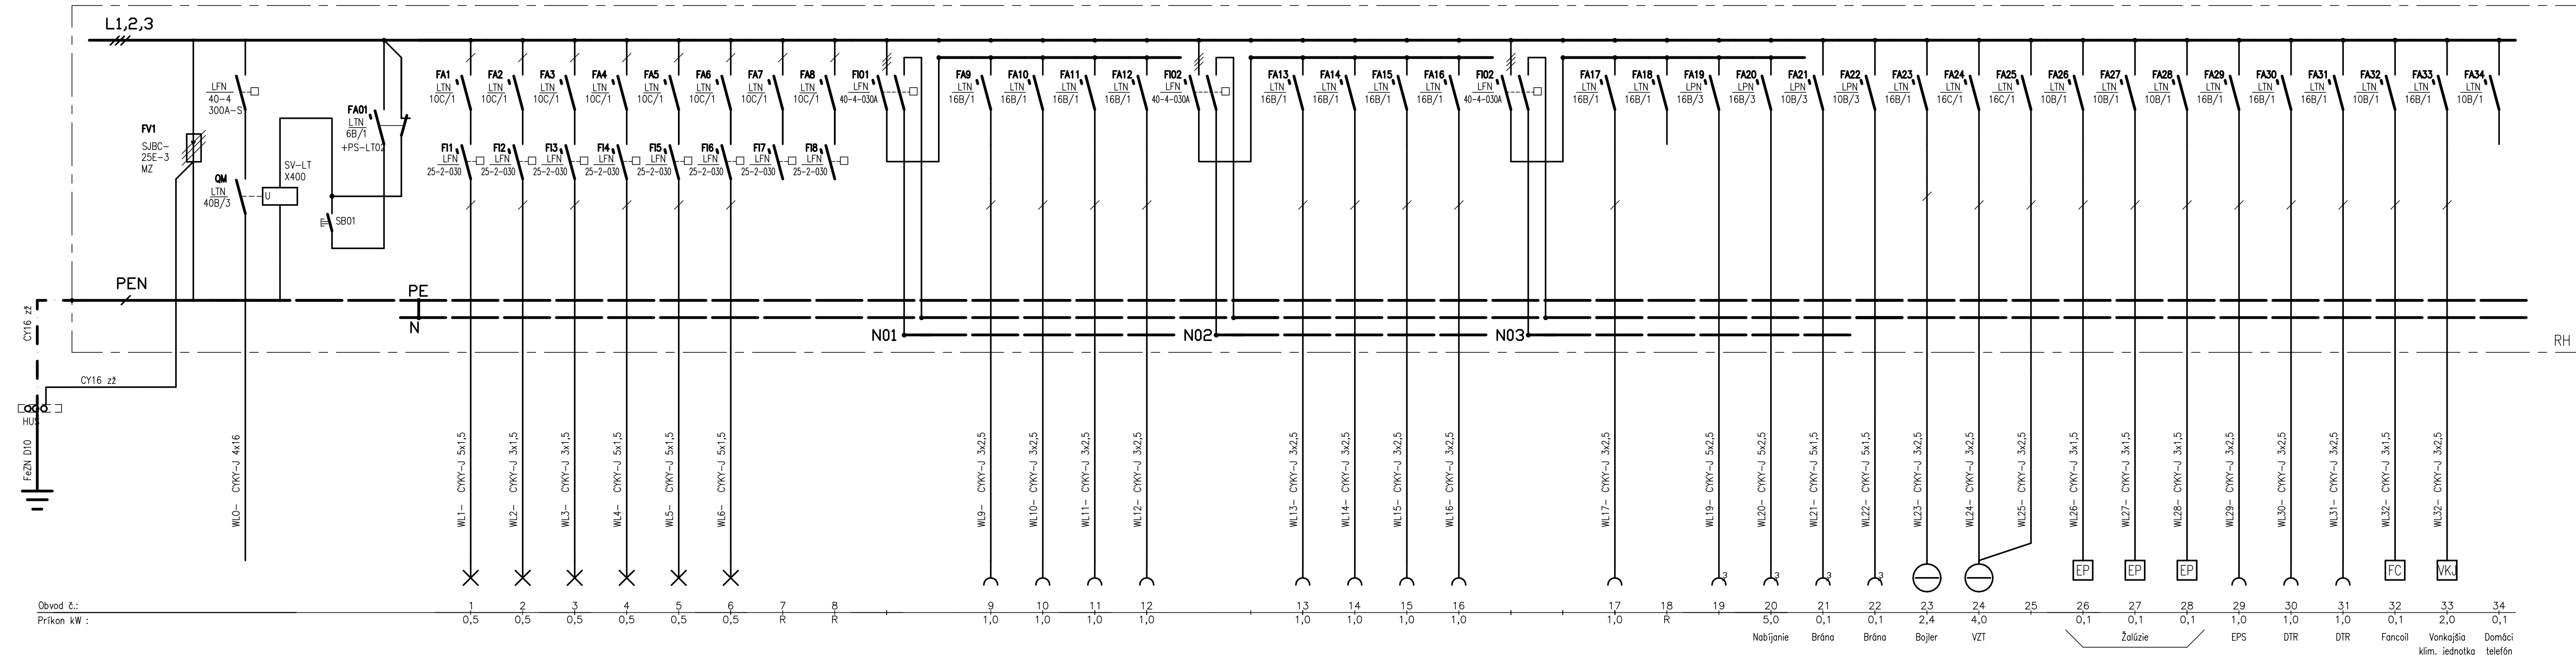 L1,2,3
LFN
40-4
300A-S
FA01
LTN
6B/1
+PS-LT02
FV1
SJBC-
25E-3
MZ
SV-LT
X400
QM
LTN
40B/3
U
SB01
FA1
LTN
10C/1
FA2
LTN
10C/1
FA3
LTN
10C/1
FA4
LTN
10C/1
FA5
LTN
10C/1
FA6
LTN
10C/1
FA7
LTN
10C/1
FA8
LTN
10C/1
FI01
LFN
40-4-030A
FA9
LTN
16B/1
FA10
LTN
16B/1
FA11
LTN
16B/1
FA12
LTN
16B/1
FI02
LFN
40-4-030A
FA13
LTN
16B/1
FA14
LTN
16B/1
FA15
LTN
16B/1
FA16
LTN
16B/1
FI02
LFN
40-4-030A
FA17
LTN
16B/1
FA18
LTN
16B/1
FA19
LPN
16B/3
FA20
LPN
16B/3
FA21
LPN
10B/3
FA22
LPN
10B/3
FA23
LTN
16B/1
FA24
LTN
16C/1
FA25
LTN
16C/1
FA26
LTN
10B/1
FA27
LTN
10B/1
FA28
LTN
10B/1
FA29
LTN
16B/1
FA30
LTN
16B/1
FA31
LTN
16B/1
FA32
LTN
10B/1
FA33
LTN
16B/1
FA34
LTN
10B/1
FI1
LFN
25-2-030
FI2
LFN
25-2-030
FI3
LFN
25-2-030
FI4
LFN
25-2-030
FI5
LFN
25-2-030
FI6
LFN
25-2-030
FI7
LFN
25-2-030
FI8
LFN
25-2-030
PEN
PE
N
N01
N02
N03
RH
CY16 zž
CY16 zž
HUS
FeZN D10
WL0- CYKY-J 4x16
WL1- CYKY-J 5x1,5
WL2- CYKY-J 3x1,5
WL3- CYKY-J 3x1,5
WL4- CYKY-J 5x1,5
WL5- CYKY-J 5x1,5
WL6- CYKY-J 5x1,5
WL9- CYKY-J 3x2,5
WL10- CYKY-J 3x2,5
WL11- CYKY-J 3x2,5
WL12- CYKY-J 3x2,5
WL13- CYKY-J 3x2,5
WL14- CYKY-J 3x2,5
WL15- CYKY-J 3x2,5
WL16- CYKY-J 3x2,5
WL17- CYKY-J 3x2,5
WL19- CYKY-J 5x2,5
WL20- CYKY-J 5x2,5
WL21- CYKY-J 5x1,5
WL22- CYKY-J 5x1,5
WL23- CYKY-J 3x2,5
WL24- CYKY-J 3x2,5
WL25- CYKY-J 3x2,5
WL26- CYKY-J 3x1,5
WL27- CYKY-J 3x1,5
WL28- CYKY-J 3x1,5
WL29- CYKY-J 3x2,5
WL30- CYKY-J 3x2,5
WL31- CYKY-J 3x2,5
WL32- CYKY-J 3x1,5
WL32- CYKY-J 3x2,5
3
3
3
3
EP
EP
EP
FC
VKJ
Obvod č.: 1 2 3 4 5 6 7 8 9 10 11 12 13 14 15 16 17 18 19 20 21 22 23 24 25 26 27 28 29 30 31 32 33 34
Príkon kW : 0,5 0,5 0,5 0,5 0,5 0,5 R R 1,0 1,0 1,0 1,0 1,0 1,0 1,0 1,0 1,0 R 5,0 0,1 0,1 2,4 4,0 0,1 0,1 0,1 1,0 1,0 1,0 0,1 2,0 0,1
Nabíjanie Brána Brána Bojler VZT Žalúzie EPS DTR DTR Fancoil Vonkajšia Domáci
klim. jednotka telefón